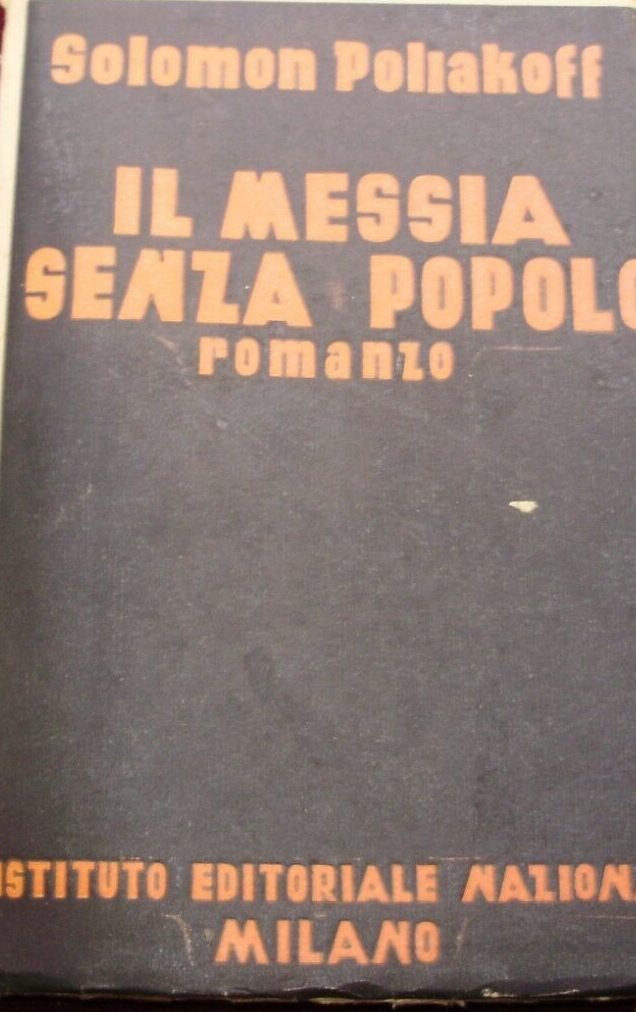 Solomon Poliakoff
IL MESSIA
SENZA POPOLO
romanzo
ISTITUTO EDITORIALE NAZION
MILANO